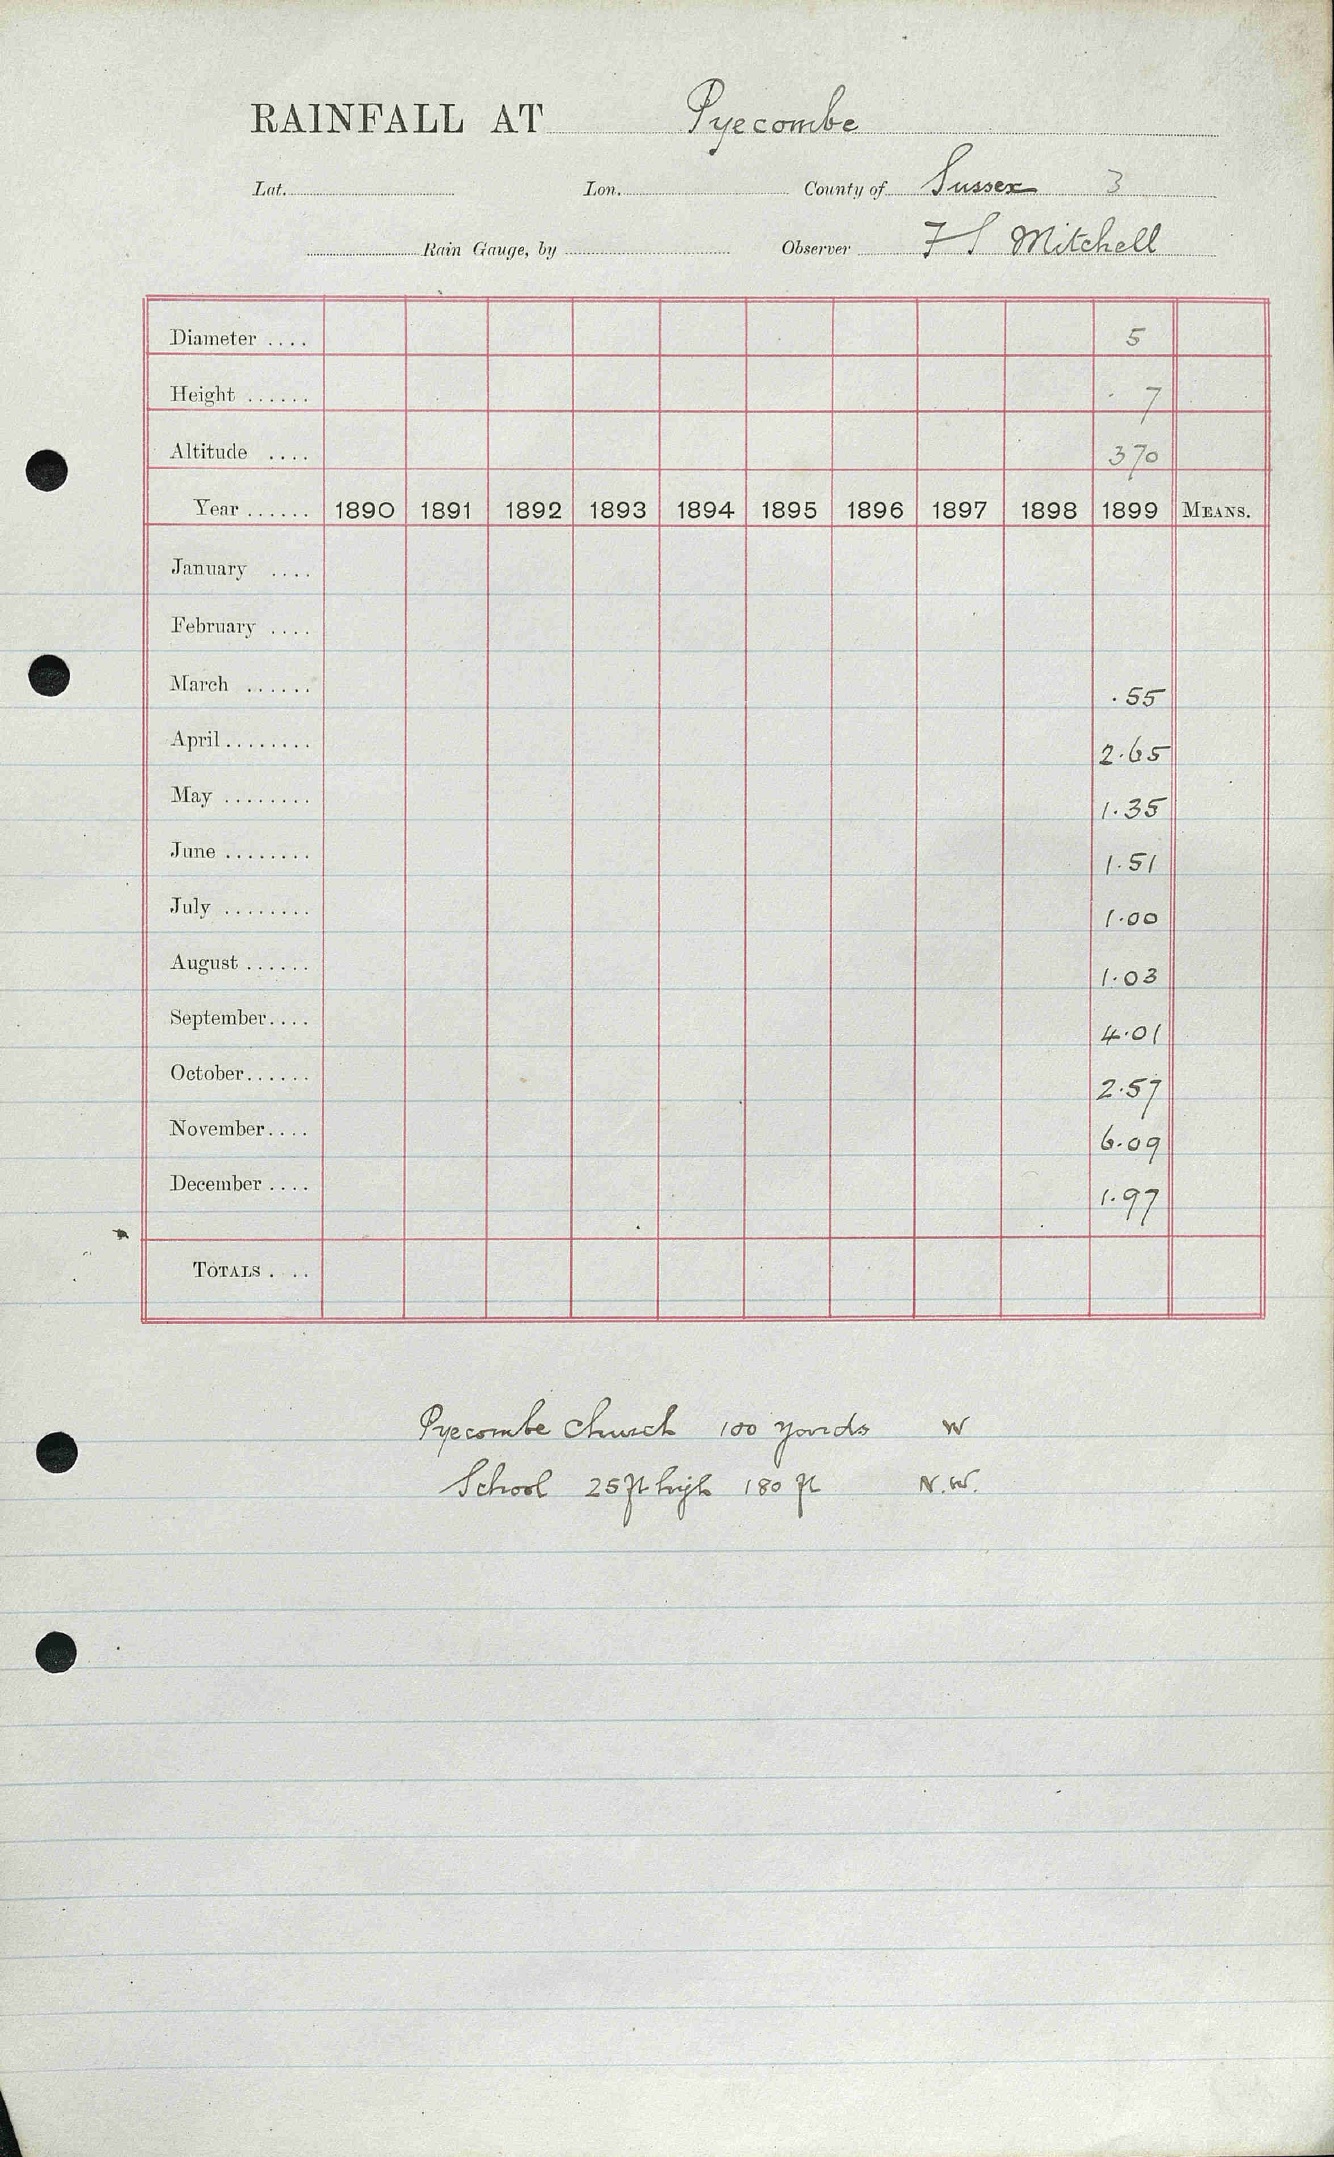 RAINFALL AT Pyecombe
Lat. Lon. County of Sussex 3
Rain Gauge, by Observer F S Mitchell
Diameter .... 5
Height ...... 7
Altitude .... 370
Year ...... 1890 1891 1892 1893 1894 1895 1896 1897 1898 1899 MEANS.
January ....
February ....
March ...... .55
April ........ 2.65
May ........ 1.35
June ........ 1.51
July ........ 1.00
August ...... 1.03
September.... 4.01
October...... 2.57
November.... 6.09
December .... 1.97
TOTALS . ...
Pyecombe Church 100 yards W
School 25 ft high 180 ft N.W.